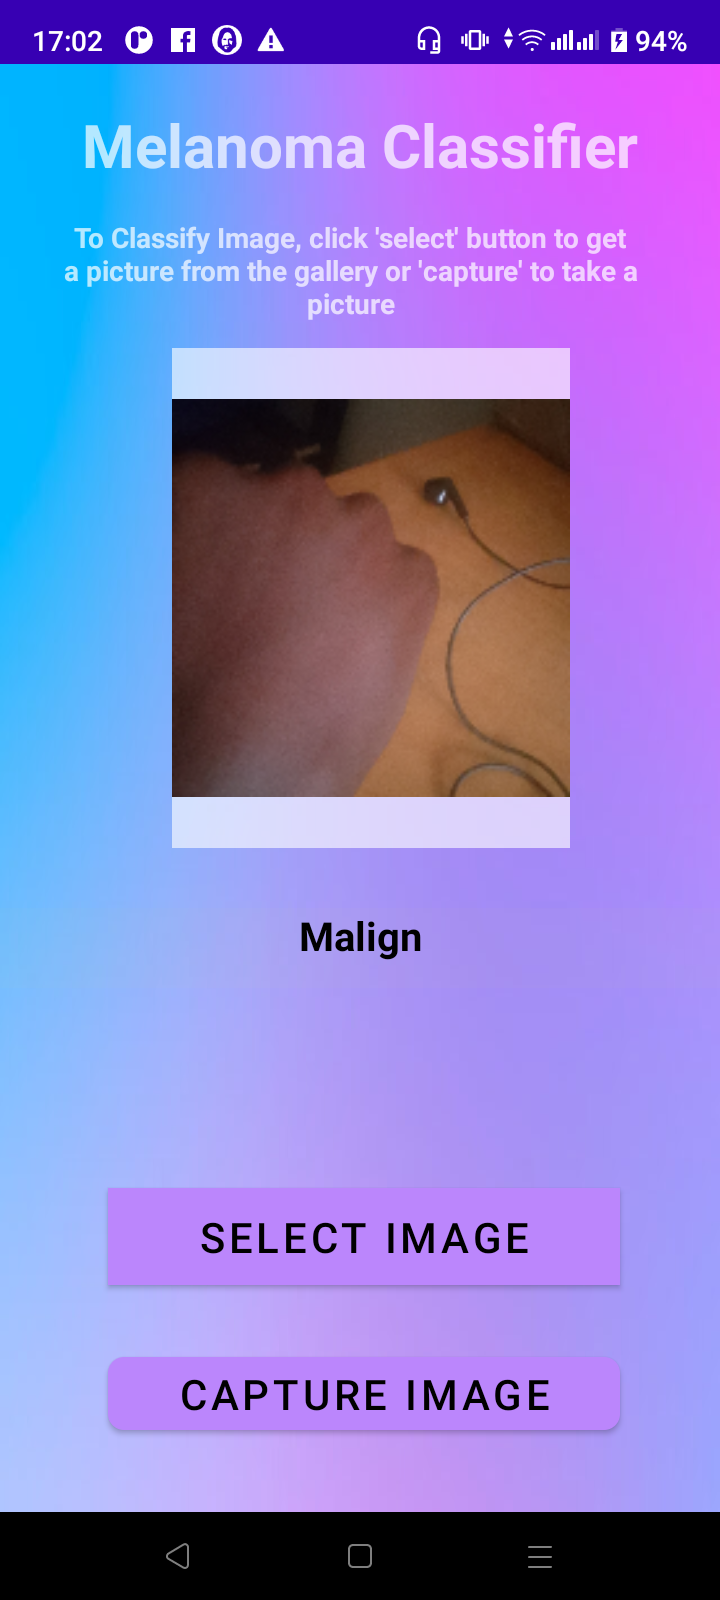 17:02 94%
Melanoma Classifier
To Classify Image, click 'select' button to get
a picture from the gallery or 'capture' to take a
picture
Malign
SELECT IMAGE
CAPTURE IMAGE